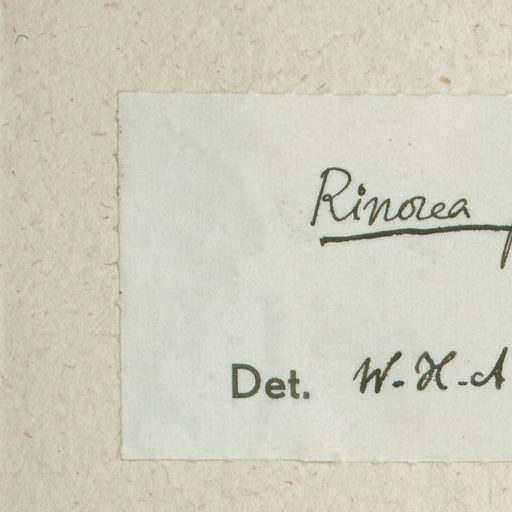 Rinorea
Det. W. H. A